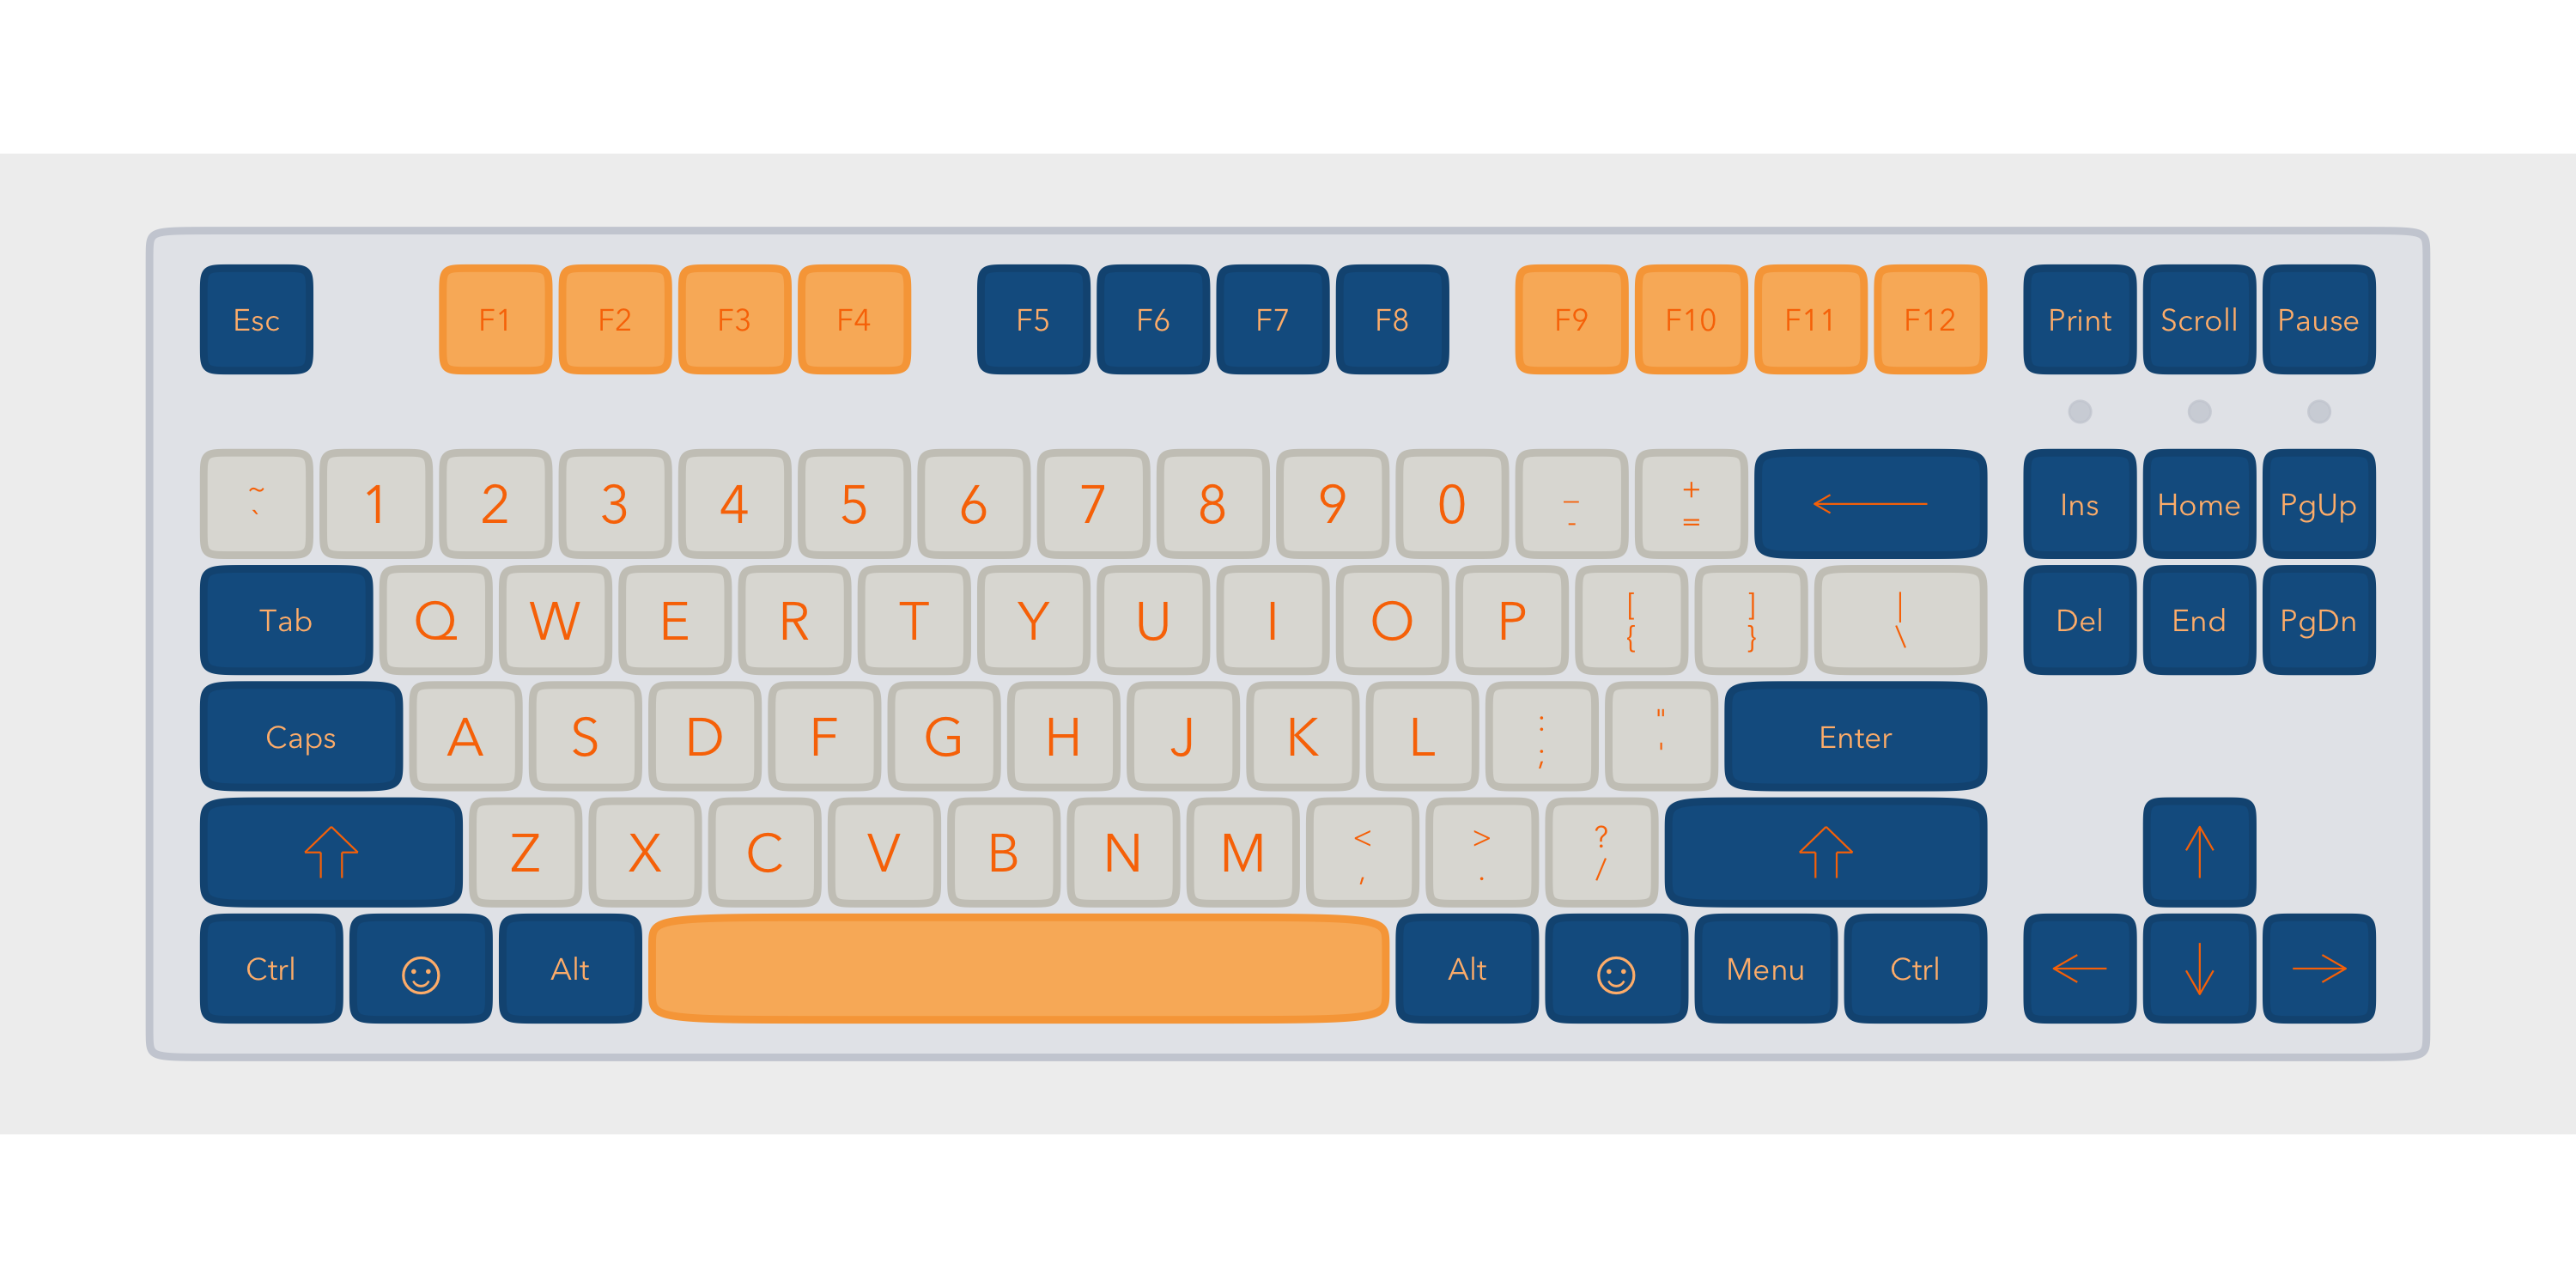 Esc F1 F2 F3 F4 F5 F6 F7 F8 F9 F10 F11 F12 Print Scroll Pause
~ 1 2 3 4 5 6 7 8 9 0 _ + ← Ins Home PgUp
` - =
Tab Q W E R T Y U I O P [ ] | Del End PgDn
{ } \
Caps A S D F G H J K L : " Enter
; '
Z X C V B N M < > ? ↑
, . /
Ctrl ☺ Alt Alt ☺ Menu Ctrl ← ↓ →